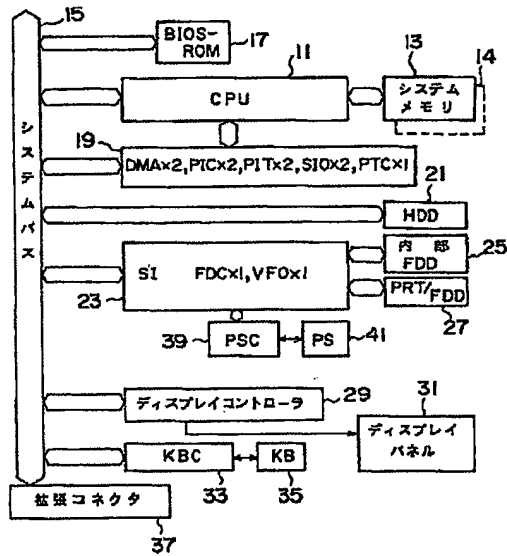 15
BIOS-
ROM
17
11
13
14
CPU
システム
メモリ
システムバス
19
DMA×2,PIC×2,PIT×2,SIO×2,PTC×1
21
HDD
内部
FDD
25
SI FDC×1,VFO×1
23
PRT/
FDD
27
39
PSC
PS
41
ディスプレイコントローラ
29
31
ディスプレイ
パネル
KBC
KB
33
35
拡張コネクタ
37